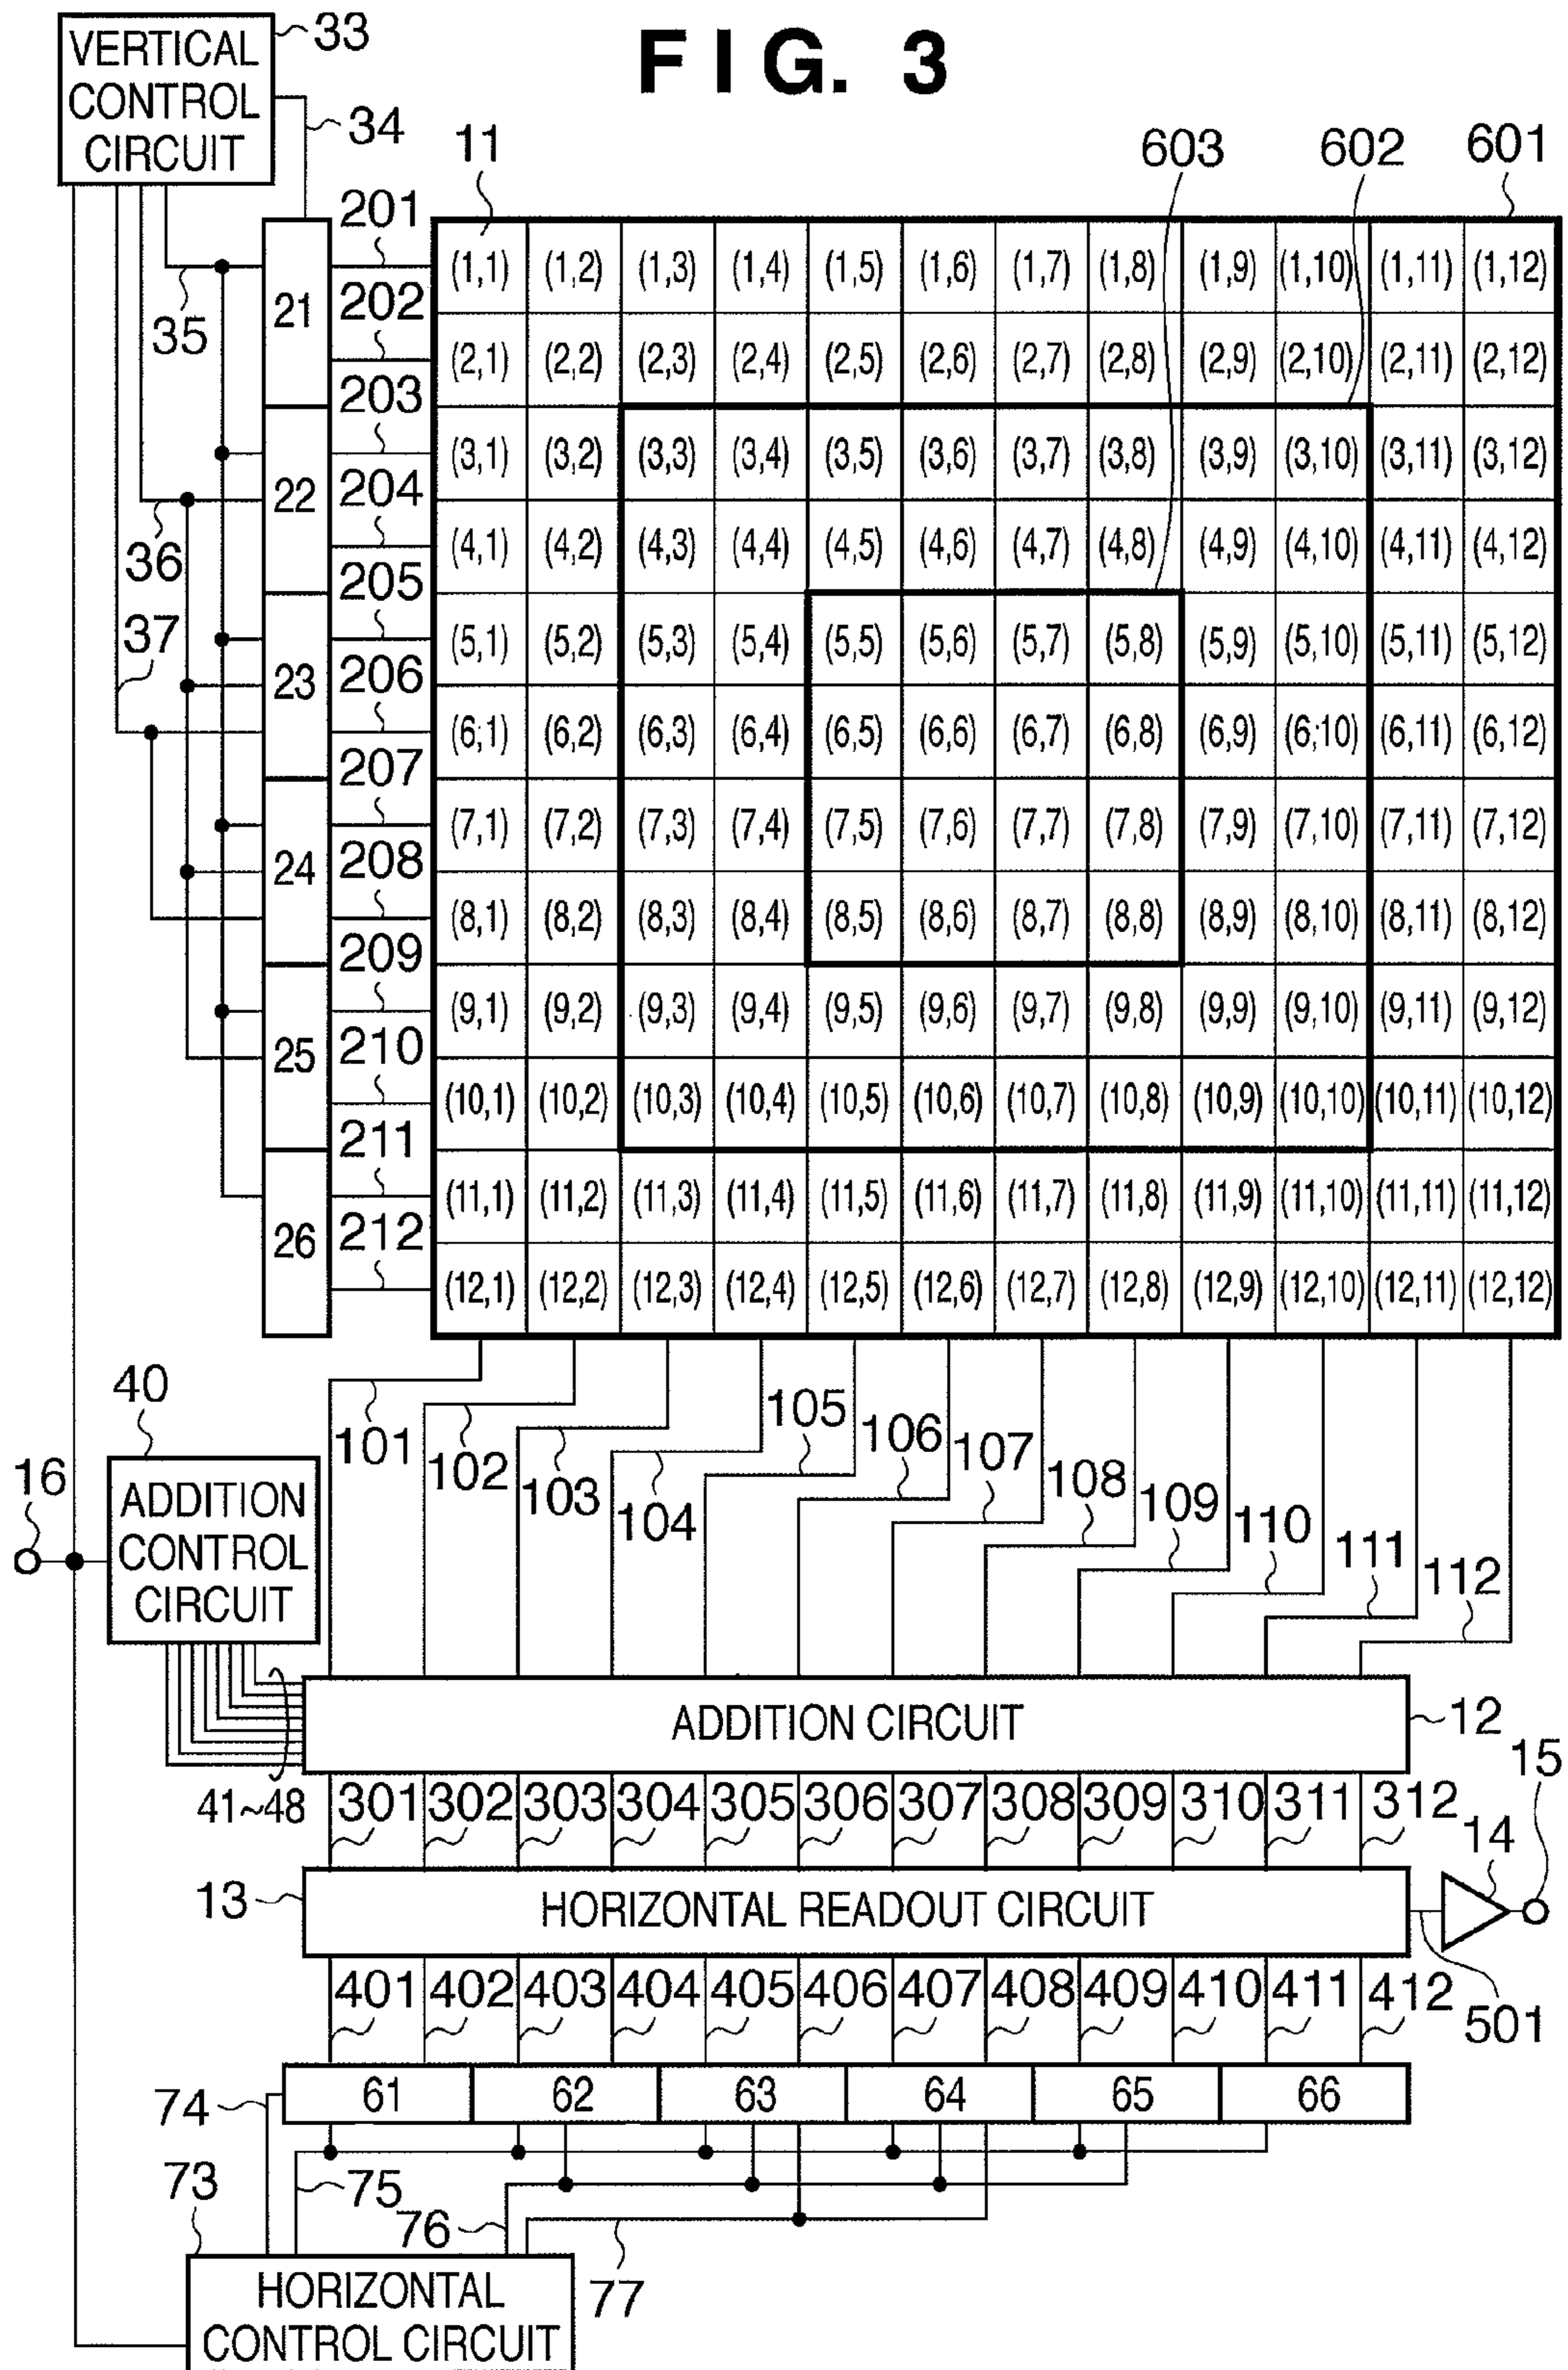 FIG. 3
VERTICAL
CONTROL
CIRCUIT
33
34
11
603
602
601
35
36
37
21
22
23
24
25
26
201
202
203
204
205
206
207
208
209
210
211
212
(1,1) (1,2) (1,3) (1,4) (1,5) (1,6) (1,7) (1,8) (1,9) (1,10) (1,11) (1,12)
(2,1) (2,2) (2,3) (2,4) (2,5) (2,6) (2,7) (2,8) (2,9) (2,10) (2,11) (2,12)
(3,1) (3,2) (3,3) (3,4) (3,5) (3,6) (3,7) (3,8) (3,9) (3,10) (3,11) (3,12)
(4,1) (4,2) (4,3) (4,4) (4,5) (4,6) (4,7) (4,8) (4,9) (4,10) (4,11) (4,12)
(5,1) (5,2) (5,3) (5,4) (5,5) (5,6) (5,7) (5,8) (5,9) (5,10) (5,11) (5,12)
(6,1) (6,2) (6,3) (6,4) (6,5) (6,6) (6,7) (6,8) (6,9) (6,10) (6,11) (6,12)
(7,1) (7,2) (7,3) (7,4) (7,5) (7,6) (7,7) (7,8) (7,9) (7,10) (7,11) (7,12)
(8,1) (8,2) (8,3) (8,4) (8,5) (8,6) (8,7) (8,8) (8,9) (8,10) (8,11) (8,12)
(9,1) (9,2) (9,3) (9,4) (9,5) (9,6) (9,7) (9,8) (9,9) (9,10) (9,11) (9,12)
(10,1) (10,2) (10,3) (10,4) (10,5) (10,6) (10,7) (10,8) (10,9) (10,10) (10,11) (10,12)
(11,1) (11,2) (11,3) (11,4) (11,5) (11,6) (11,7) (11,8) (11,9) (11,10) (11,11) (11,12)
(12,1) (12,2) (12,3) (12,4) (12,5) (12,6) (12,7) (12,8) (12,9) (12,10) (12,11) (12,12)
40
16
ADDITION
CONTROL
CIRCUIT
101
102
103
104
105
106
107
108
109
110
111
112
ADDITION CIRCUIT
12
41~48
301 302 303 304 305 306 307 308 309 310 311 312
15
14
13
HORIZONTAL READOUT CIRCUIT
401 402 403 404 405 406 407 408 409 410 411 412
501
61 62 63 64 65 66
74
73
75
76
77
HORIZONTAL
CONTROL CIRCUIT